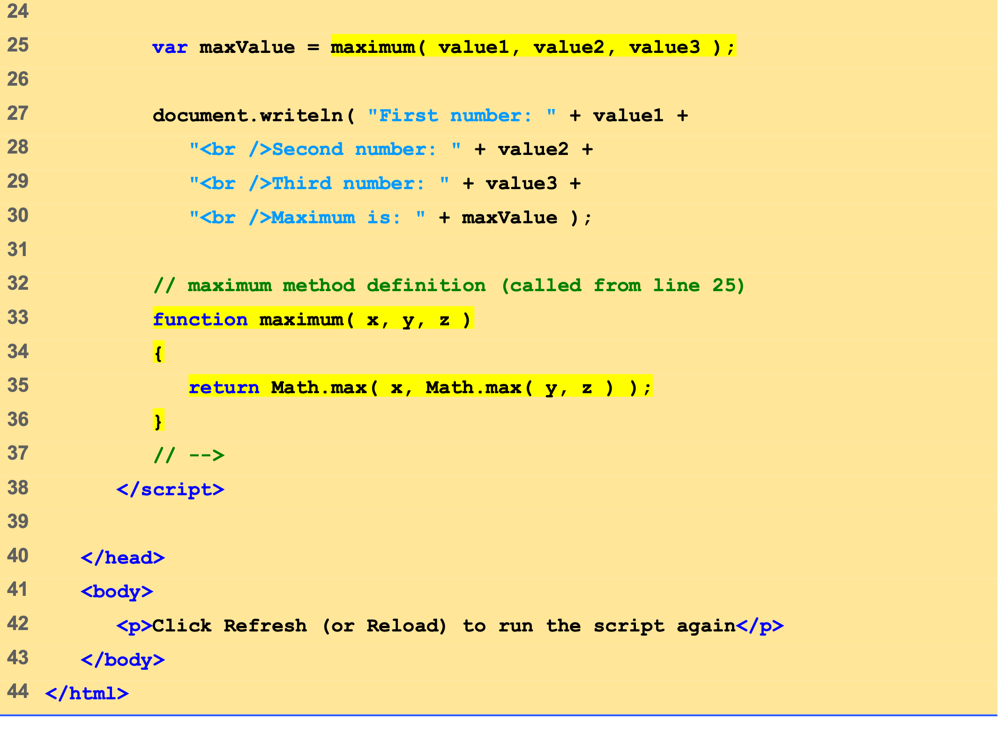 24
25 var maxValue = maximum( value1, value2, value3 );
26
27 document.writeln( "First number: " + value1 +
28 "<br />Second number: " + value2 +
29 "<br />Third number: " + value3 +
30 "<br />Maximum is: " + maxValue );
31
32 // maximum method definition (called from line 25)
33 function maximum( x, y, z )
34 {
35 return Math.max( x, Math.max( y, z ) );
36 }
37 // -->
38 </script>
39
40 </head>
41 <body>
42 <p>Click Refresh (or Reload) to run the script again</p>
43 </body>
44 </html>